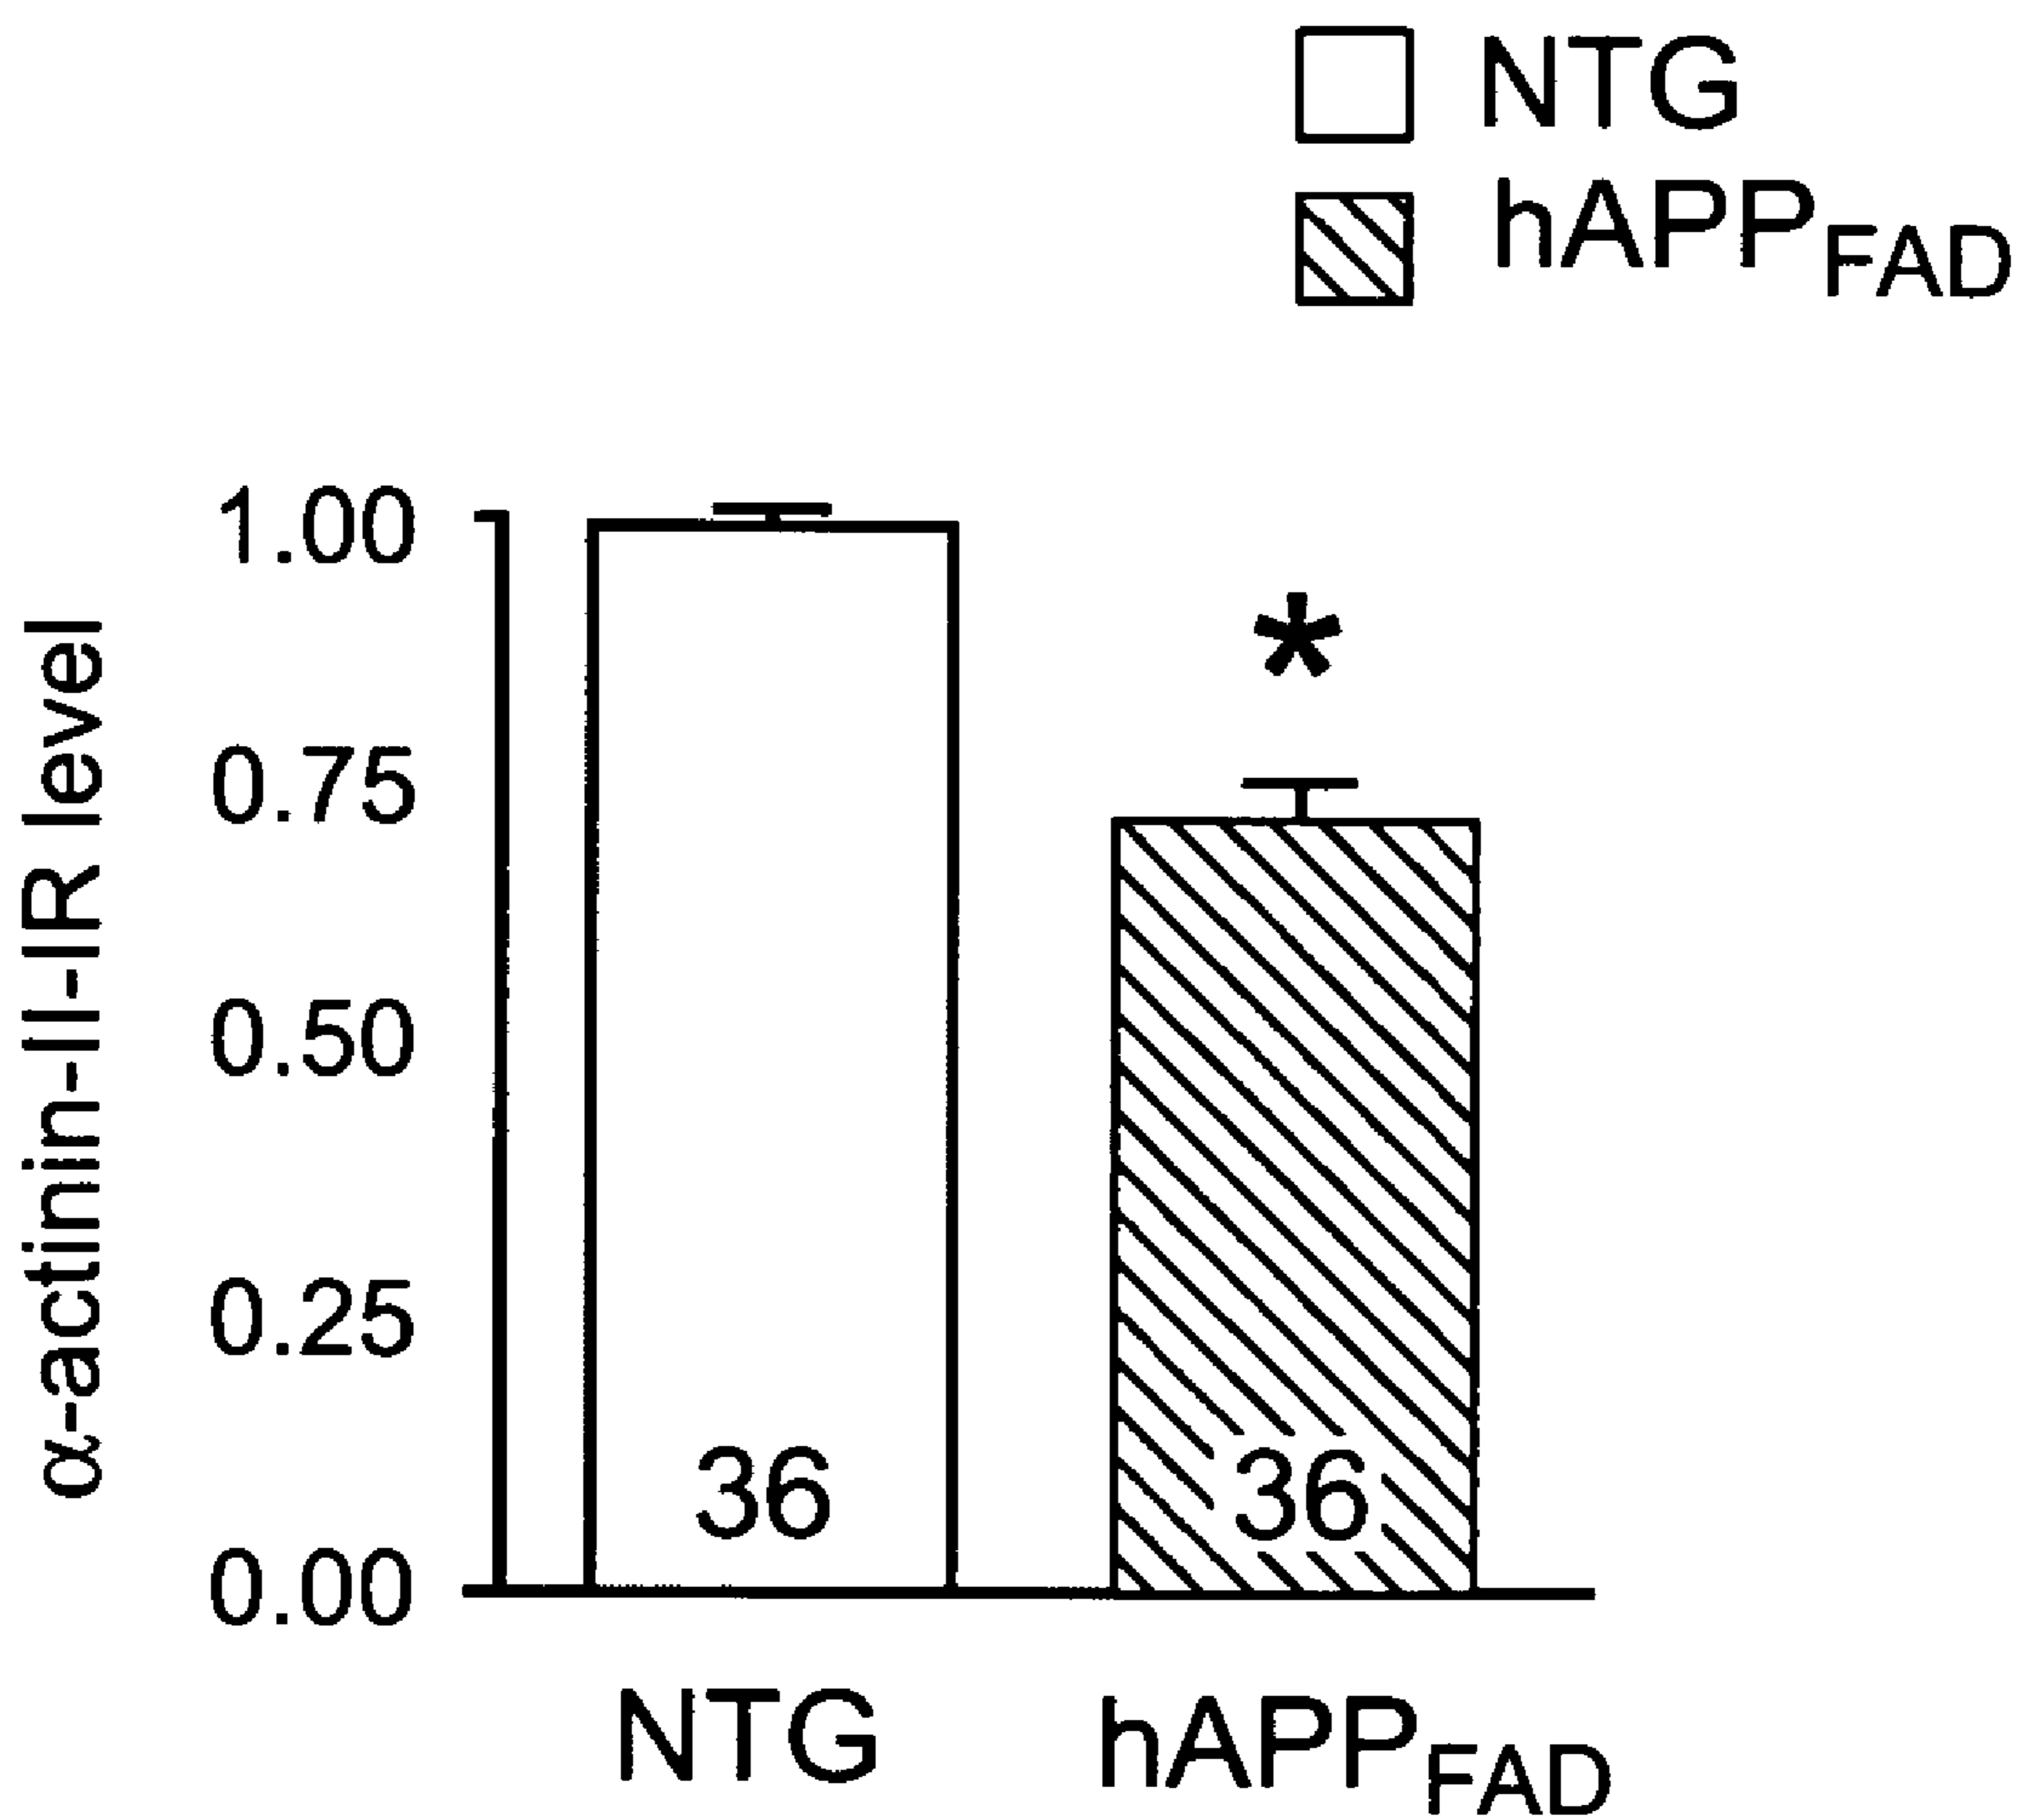 NTG
hAPPFAD
α-actinin-II-IR level
1.00
*
0.75
0.50
0.25
36 36
0.00
NTG hAPPFAD